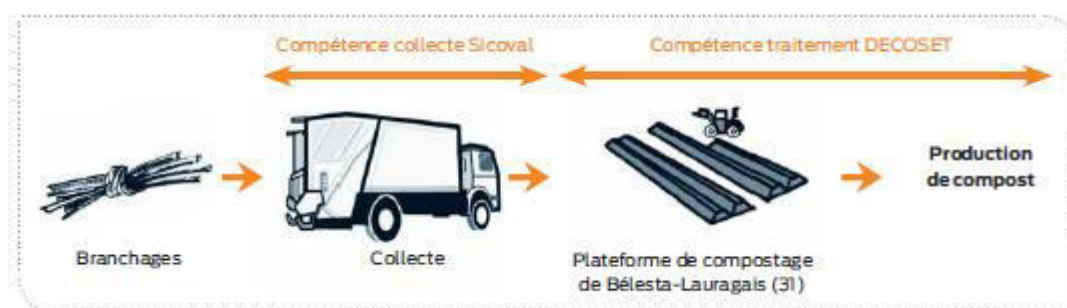 Compétence collecte Sicoval
Compétence traitement DECOSET
Production
de compost
Branchages
Collecte
Plateforme de compostage
de Bélesta-Lauragais (31)